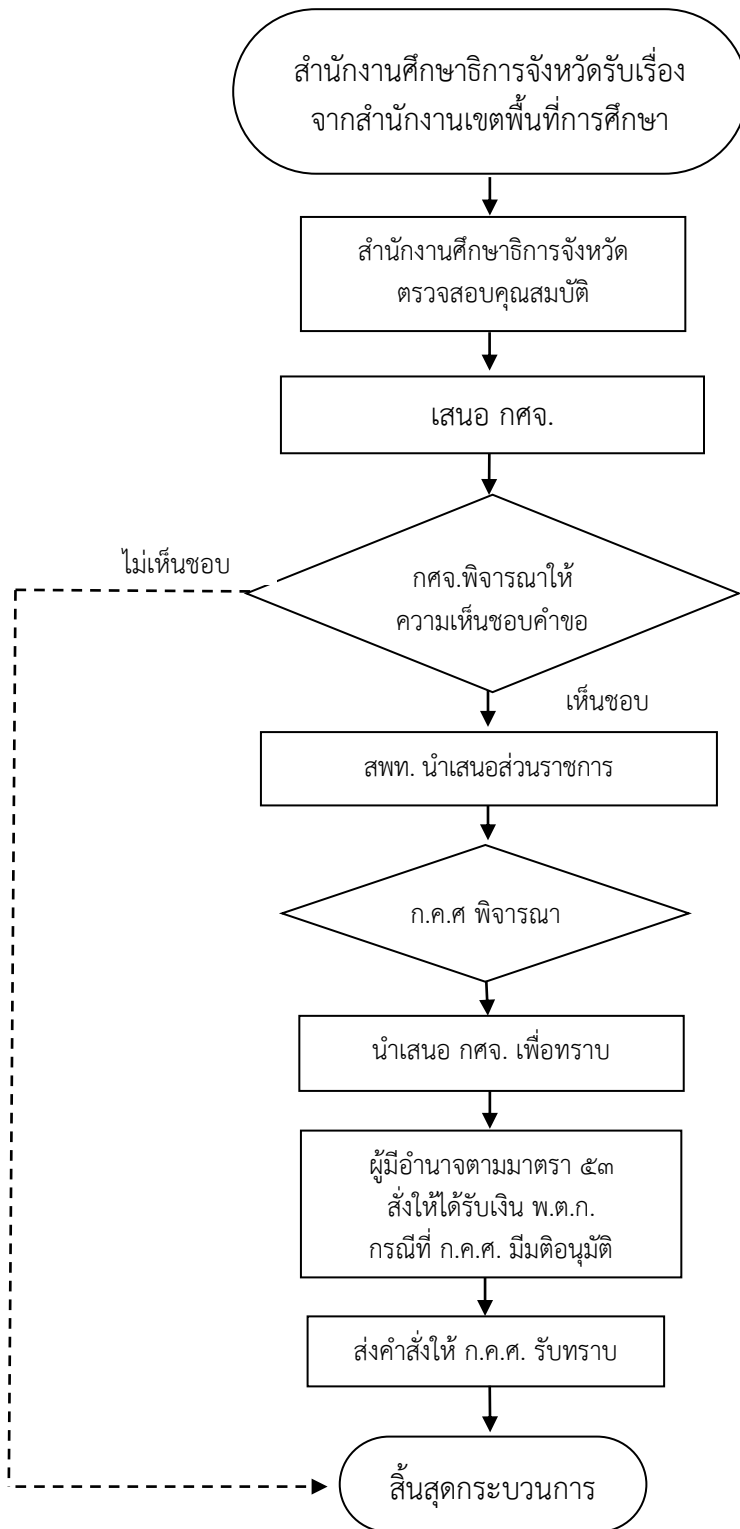 สำนักงานศึกษาธิการจังหวัดรับเรื่อง
จากสำนักงานเขตพื้นที่การศึกษา
สำนักงานศึกษาธิการจังหวัด
ตรวจสอบคุณสมบัติ
เสนอ กศจ.
ไม่เห็นชอบ
กศจ.พิจารณาให้
ความเห็นชอบคำขอ
เห็นชอบ
สพท. นำเสนอส่วนราชการ
ก.ค.ศ พิจารณา
นำเสนอ กศจ. เพื่อทราบ
ผู้มีอำนาจตามมาตรา ๕๓
สั่งให้ได้รับเงิน พ.ต.ก.
กรณีที่ ก.ค.ศ. มีมติอนุมัติ
ส่งคำสั่งให้ ก.ค.ศ. รับทราบ
สิ้นสุดกระบวนการ